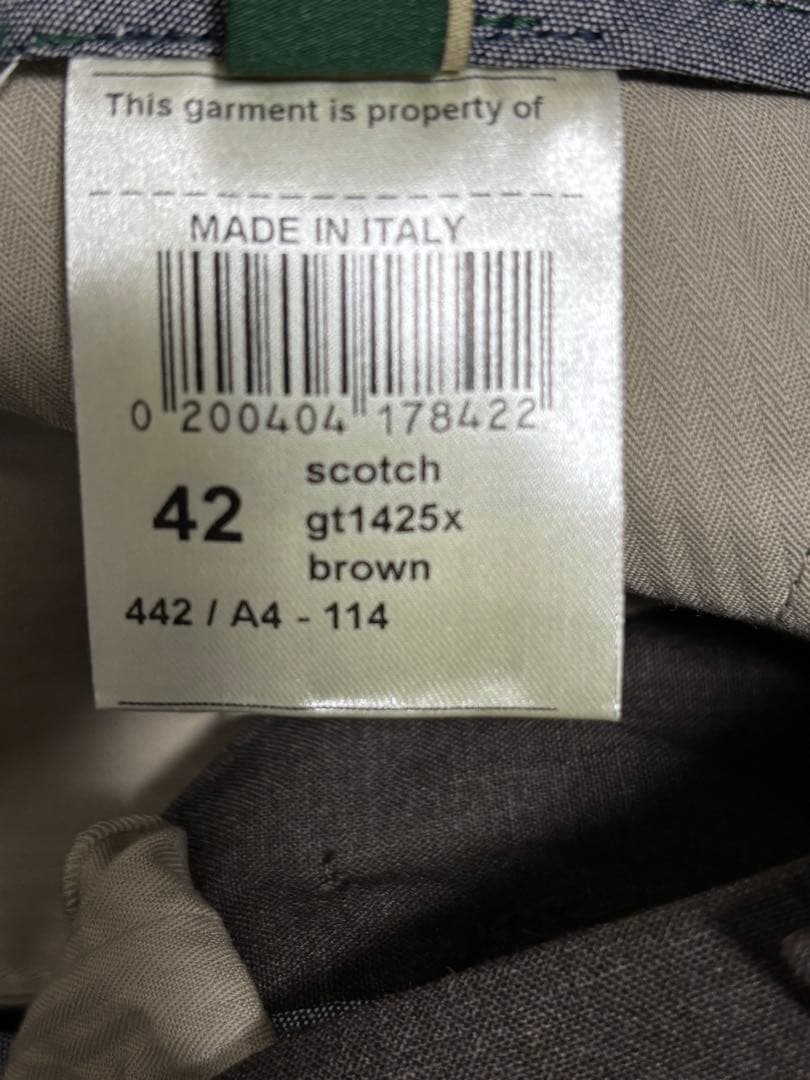 This garment is property of
MADE IN ITALY
0 200404 178422
42
scotch
gt1425x
brown
442 / A4 - 114